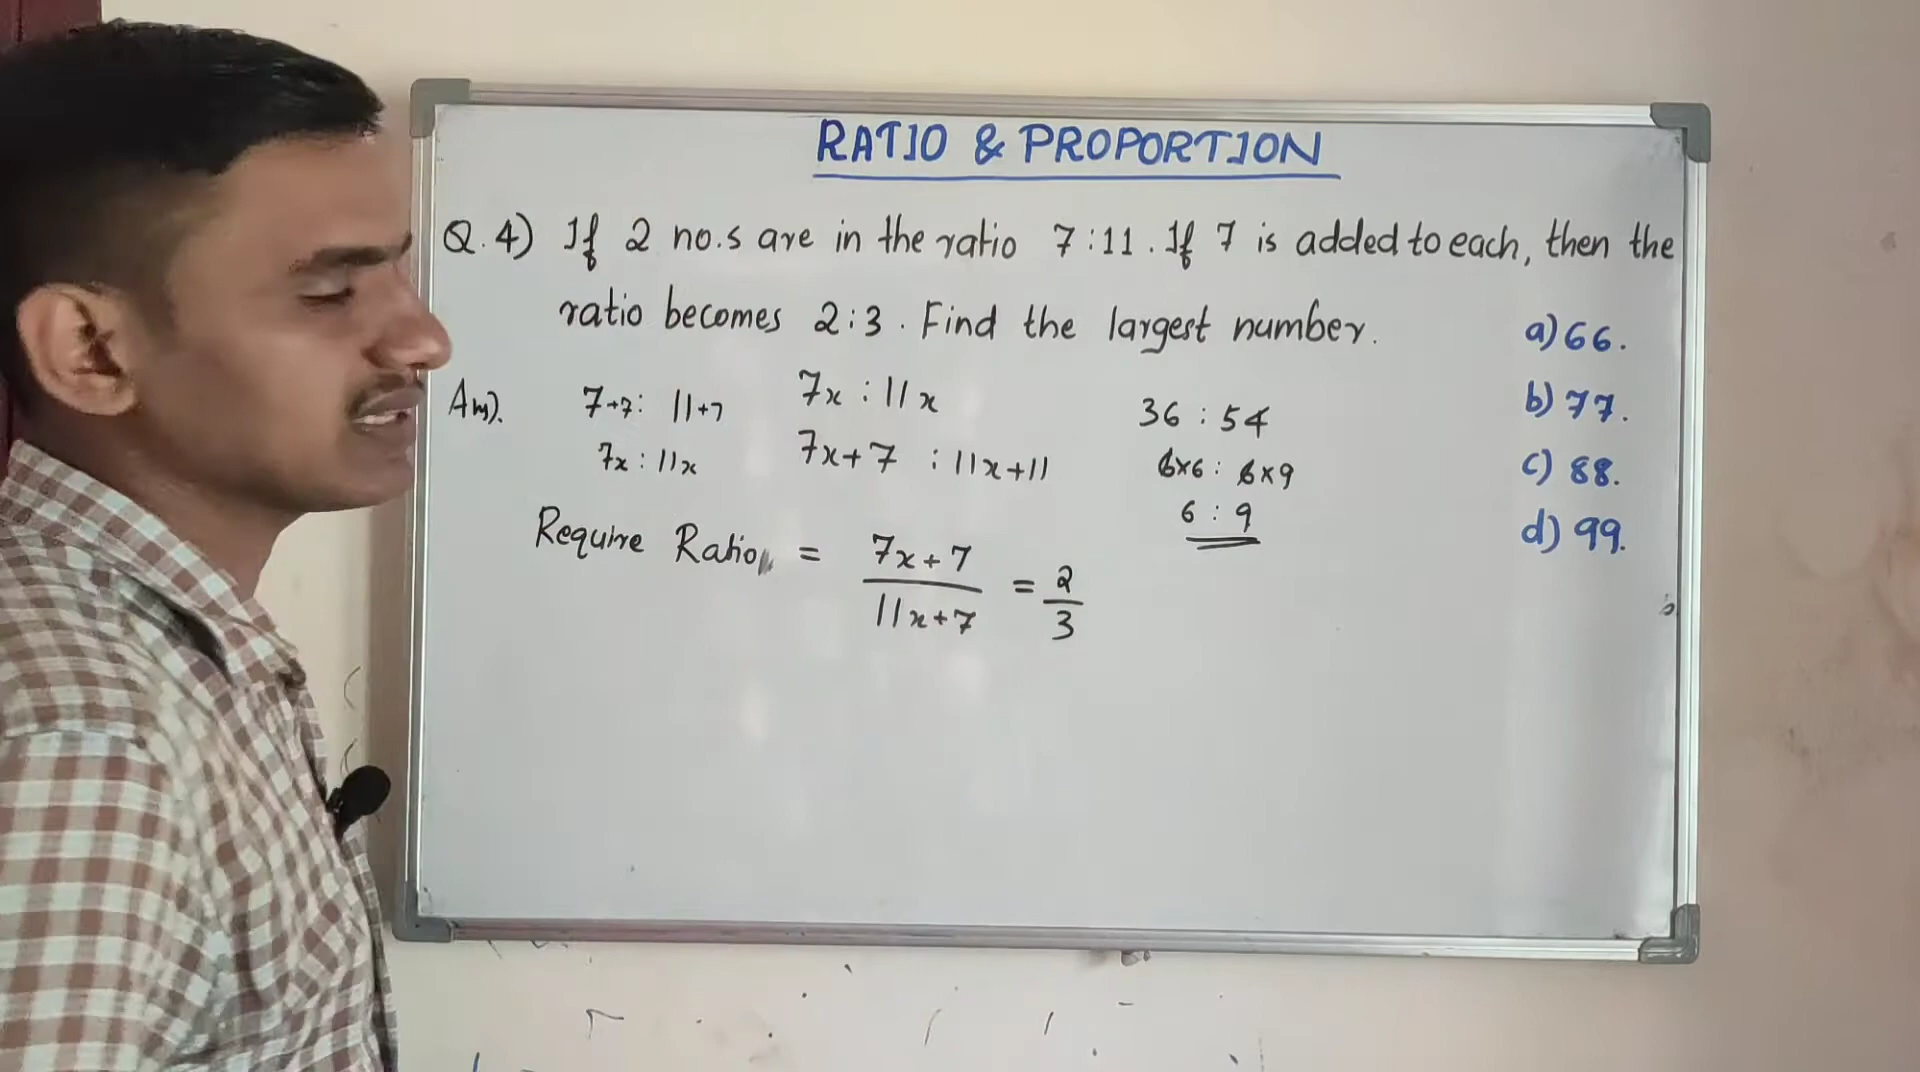 RATIO & PROPORTION
Q.4) If 2 no.s are in the ratio 7:11. If 7 is added to each, then the
ratio becomes 2:3. Find the largest number.
a) 66.
b) 77.
c) 88.
d) 99.
Ans).
7+7: 11+7
7x : 11x
7x : 11x
7x+7 : 11x+11
36 : 54
6x6 : 6x9
6 : 9
Require Ratio = 7x+7 / 11x+7 = 2/3